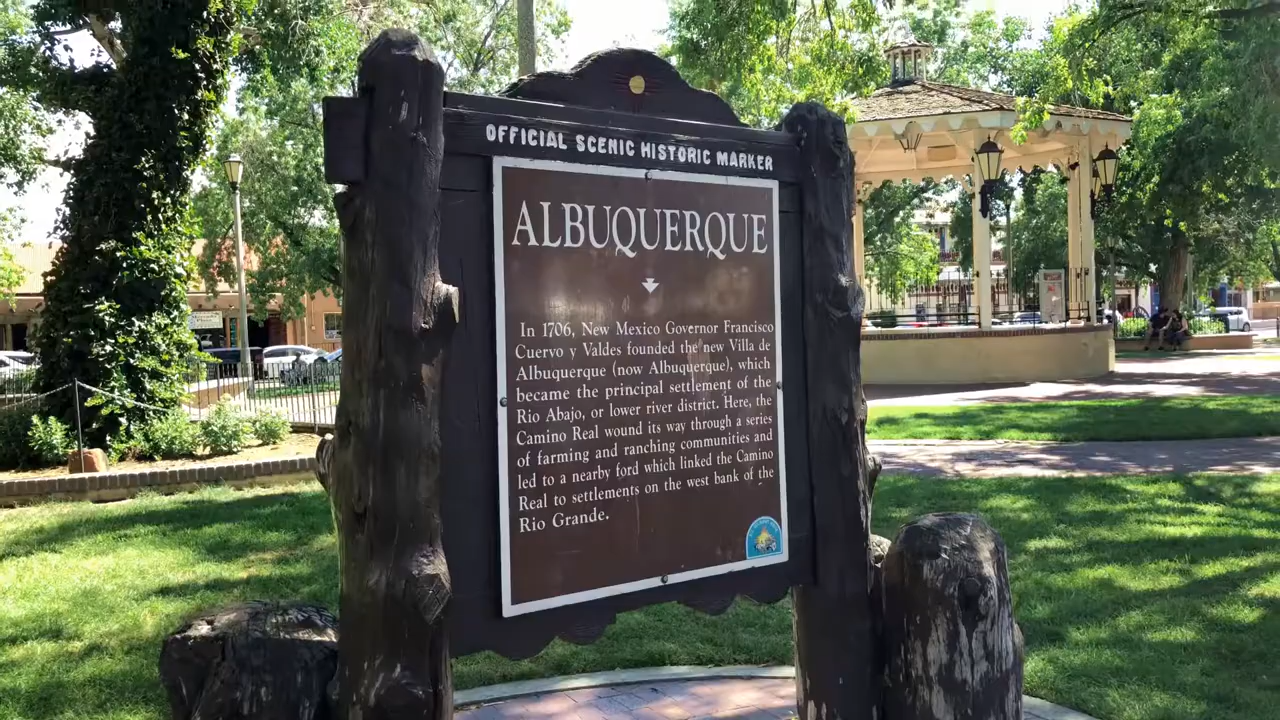 OFFICIAL SCENIC HISTORIC MARKER
ALBUQUERQUE
In 1706, New Mexico Governor Francisco
Cuervo y Valdes founded the new Villa de
Alburquerque (now Albuquerque), which
became the principal settlement of the
Rio Abajo, or lower river district. Here, the
Camino Real wound its way through a series
of farming and ranching communities and
led to a nearby ford which linked the Camino
Real to settlements on the west bank of the
Rio Grande.